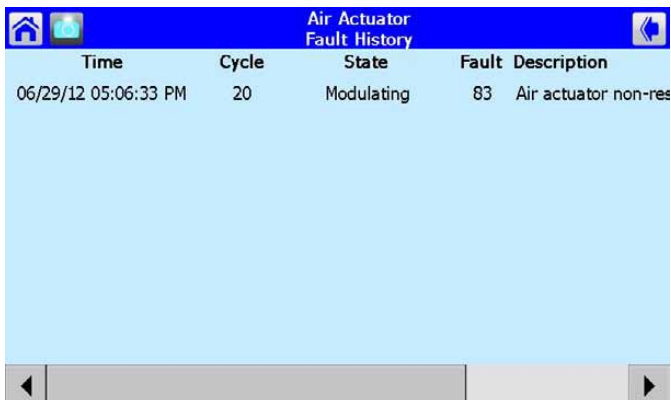 Air Actuator
Fault History
Time Cycle State Fault Description
06/29/12 05:06:33 PM 20 Modulating 83 Air actuator non-res